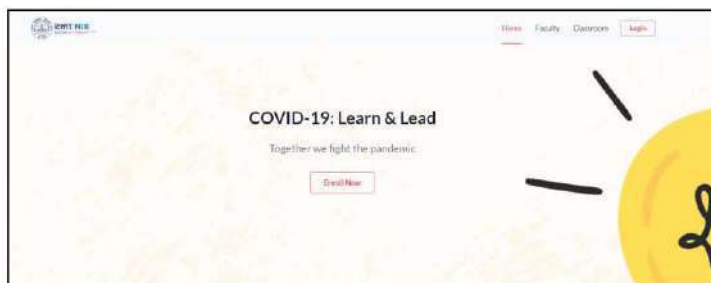 Home Faculty Classroom Login
COVID-19: Learn & Lead
Together we fight the pandemic
Enroll Now